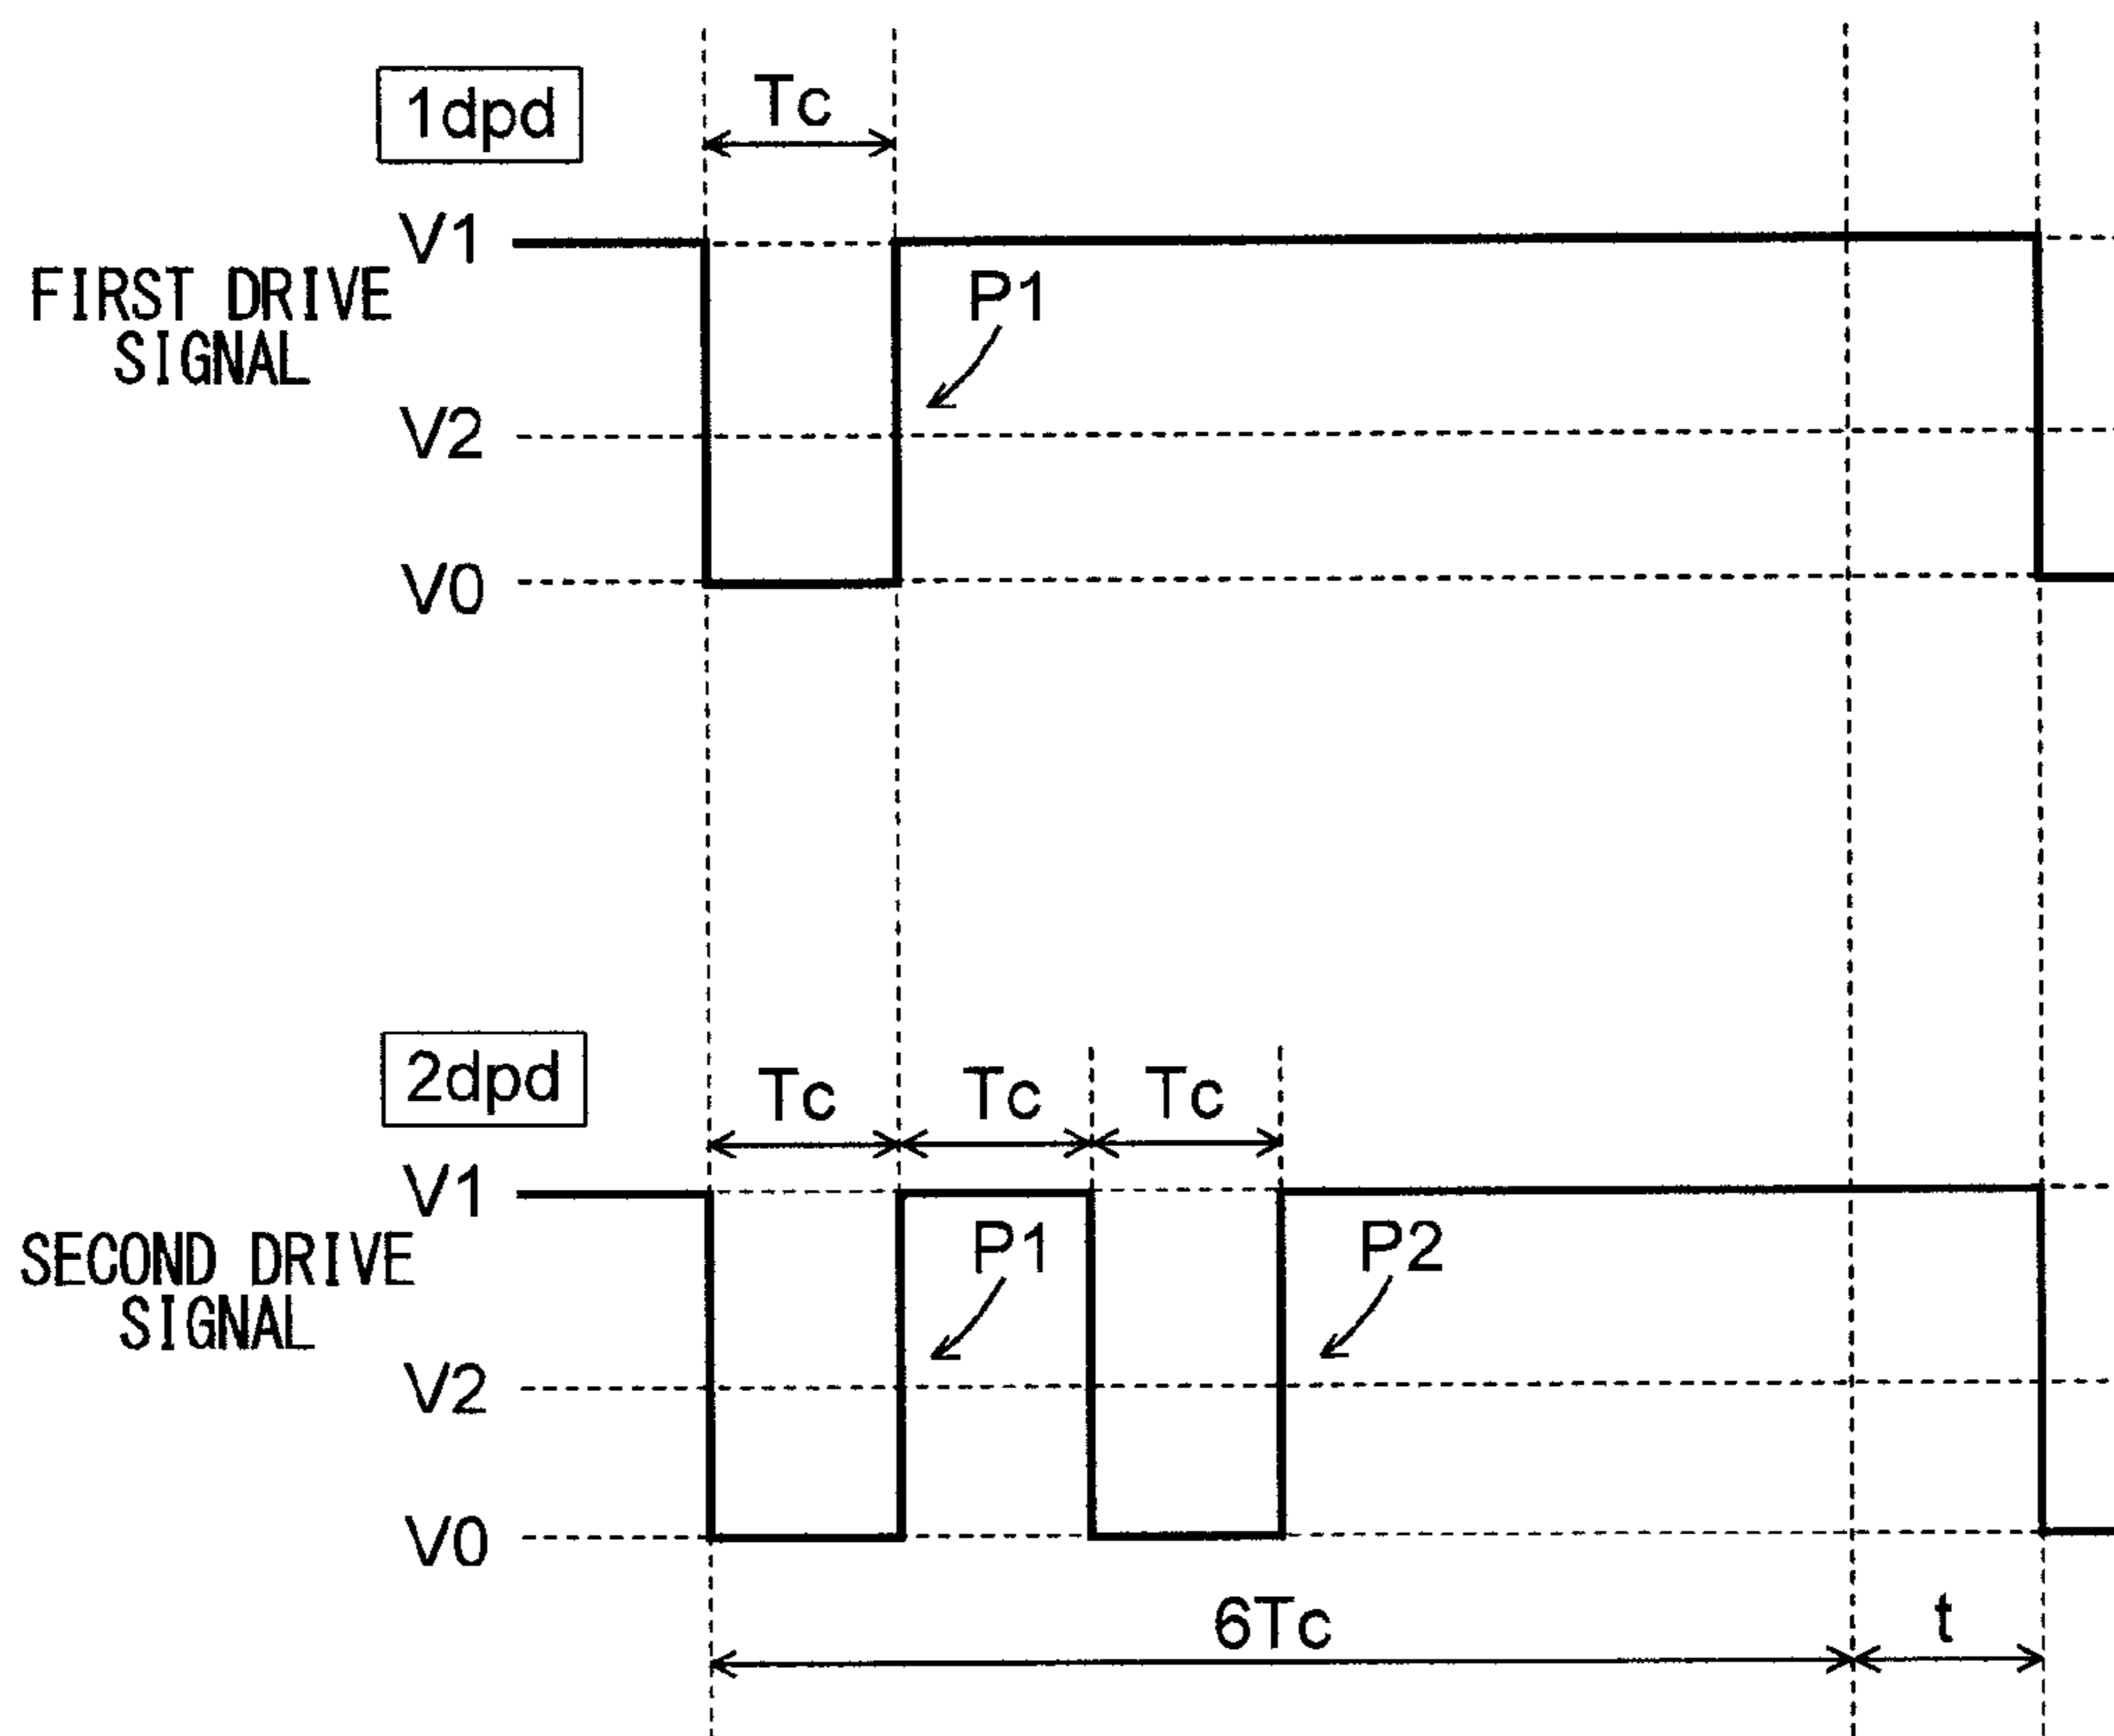 1dpd
Tc
V1
FIRST DRIVE
SIGNAL
P1
V2
V0
2dpd
Tc Tc Tc
V1
SECOND DRIVE
SIGNAL
P1
P2
V2
V0
6Tc
t